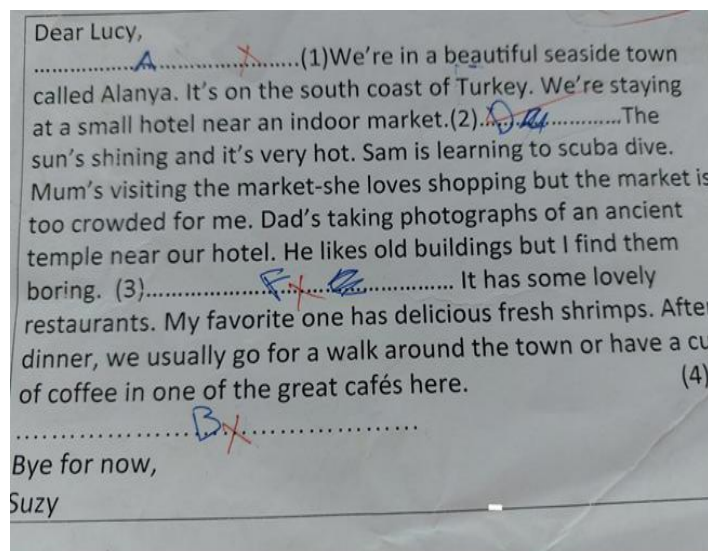 Dear Lucy,
..................A..................X.......(1)We're in a beautiful seaside town
called Alanya. It's on the south coast of Turkey. We're staying
at a small hotel near an indoor market.(2)....D..................The
sun's shining and it's very hot. Sam is learning to scuba dive.
Mum's visiting the market-she loves shopping but the market is
too crowded for me. Dad's taking photographs of an ancient
temple near our hotel. He likes old buildings but I find them
boring. (3)....................F...X.......................... It has some lovely
restaurants. My favorite one has delicious fresh shrimps. After
dinner, we usually go for a walk around the town or have a cu
of coffee in one of the great cafés here. (4)
........................B..X..........................
Bye for now,
Suzy